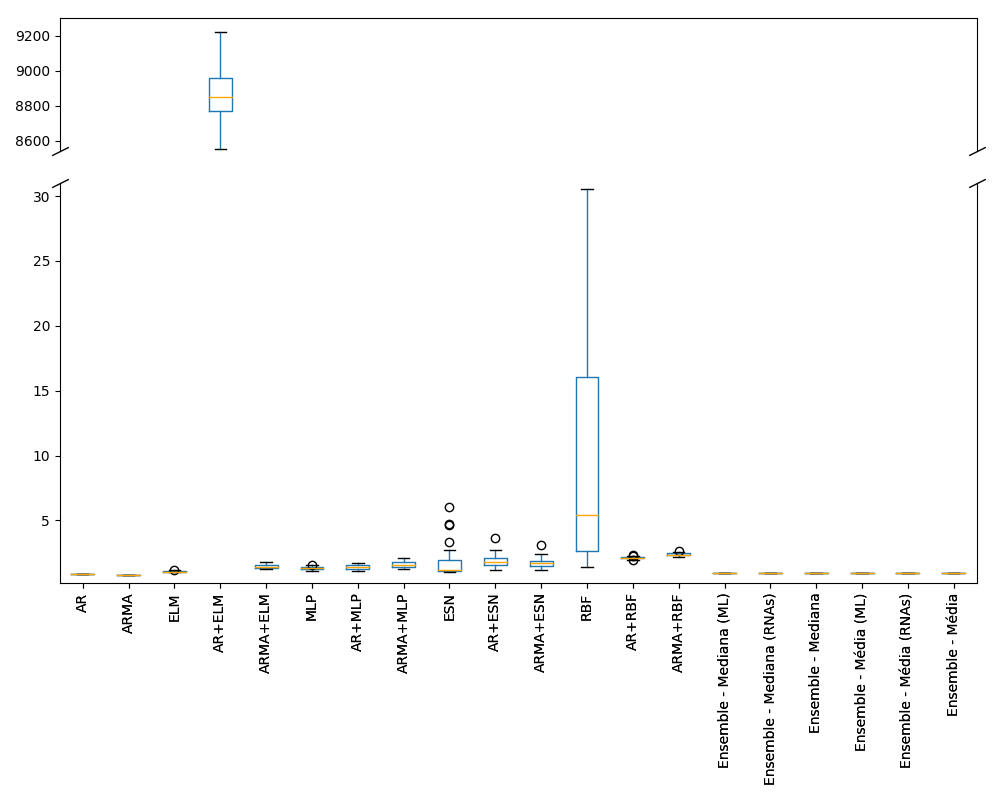 9200
9000
8800
8600
30
25
20
15
10
5
AR
ARMA
ELM
AR+ELM
ARMA+ELM
MLP
AR+MLP
ARMA+MLP
ESN
AR+ESN
ARMA+ESN
RBF
AR+RBF
ARMA+RBF
Ensemble - Mediana (ML)
Ensemble - Mediana (RNAs)
Ensemble - Mediana
Ensemble - Média (ML)
Ensemble - Média (RNAs)
Ensemble - Média